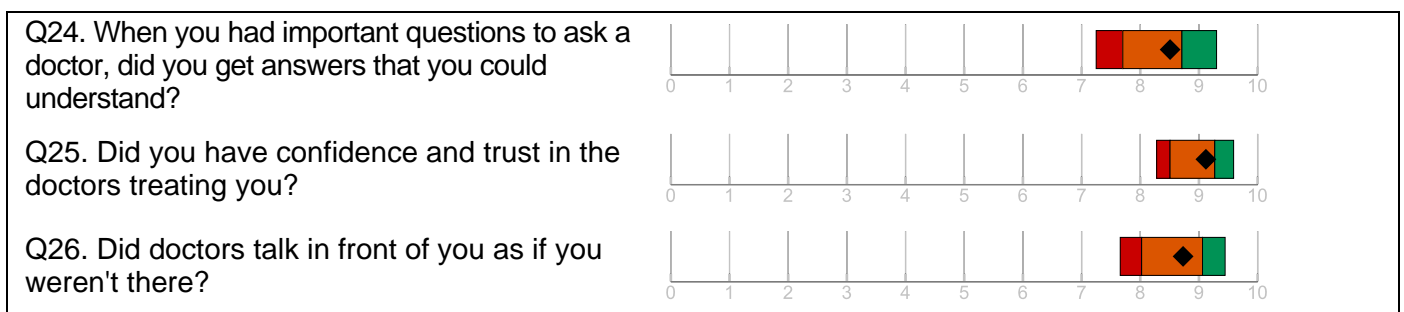 Q24. When you had important questions to ask a
doctor, did you get answers that you could
understand?
0 1 2 3 4 5 6 7 8 9 10
Q25. Did you have confidence and trust in the
doctors treating you?
0 1 2 3 4 5 6 7 8 9 10
Q26. Did doctors talk in front of you as if you
weren't there?
0 1 2 3 4 5 6 7 8 9 10